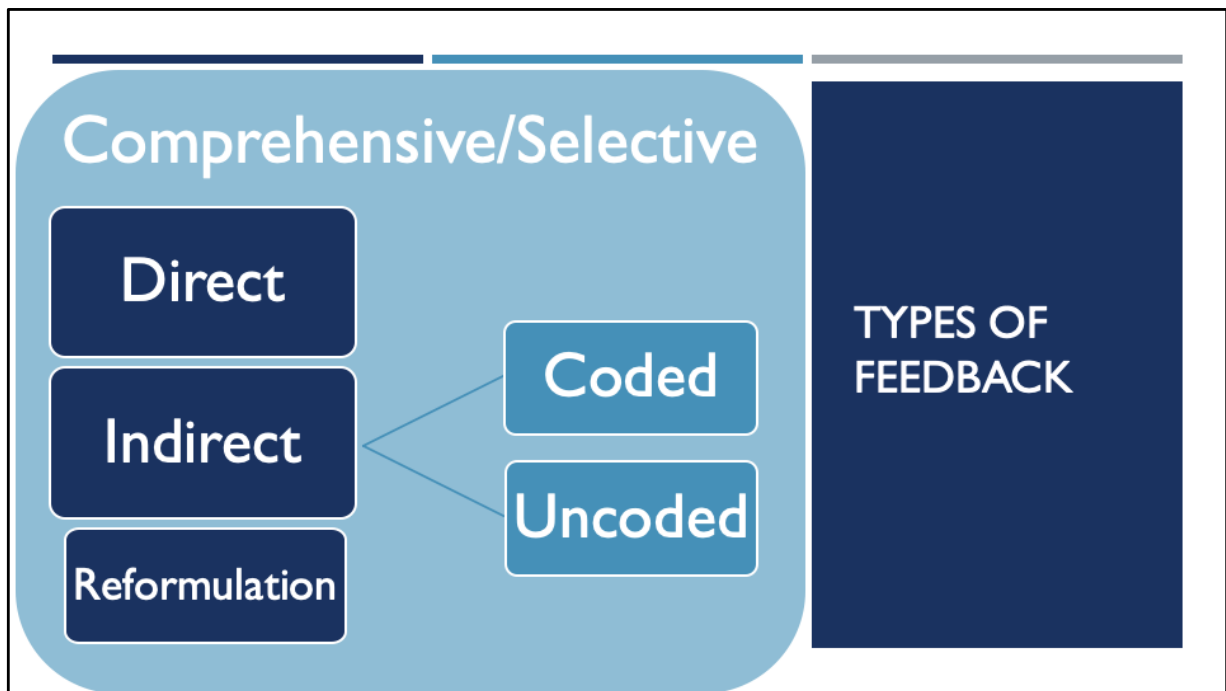 Comprehensive/Selective
Direct
Indirect
Reformulation
Coded
Uncoded
TYPES OF
FEEDBACK